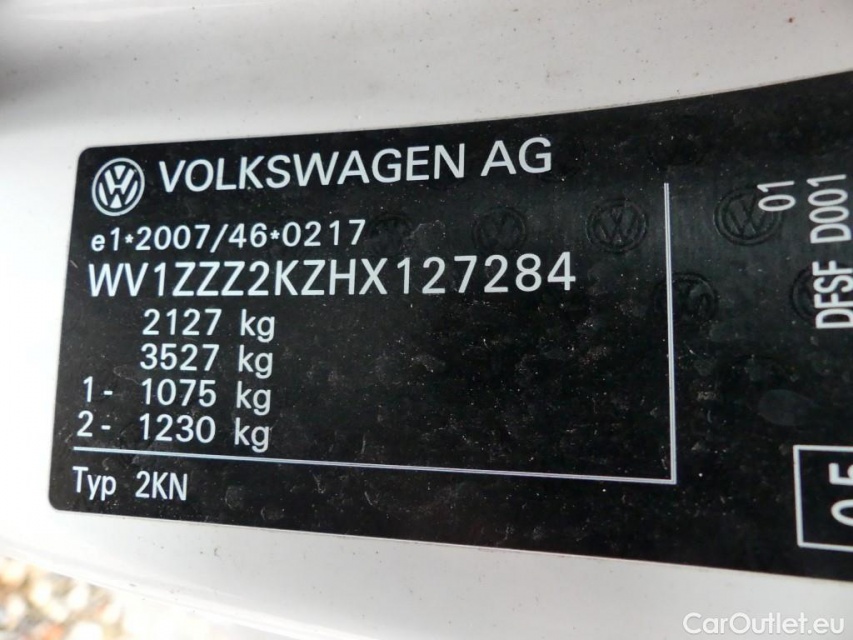 VOLKSWAGEN AG
e1*2007/46*0217
WV1ZZZ2KZHX127284
2127 kg
3527 kg
1- 1075 kg
2- 1230 kg
Typ 2KN
01
DFSF D001
CarOutlet.eu